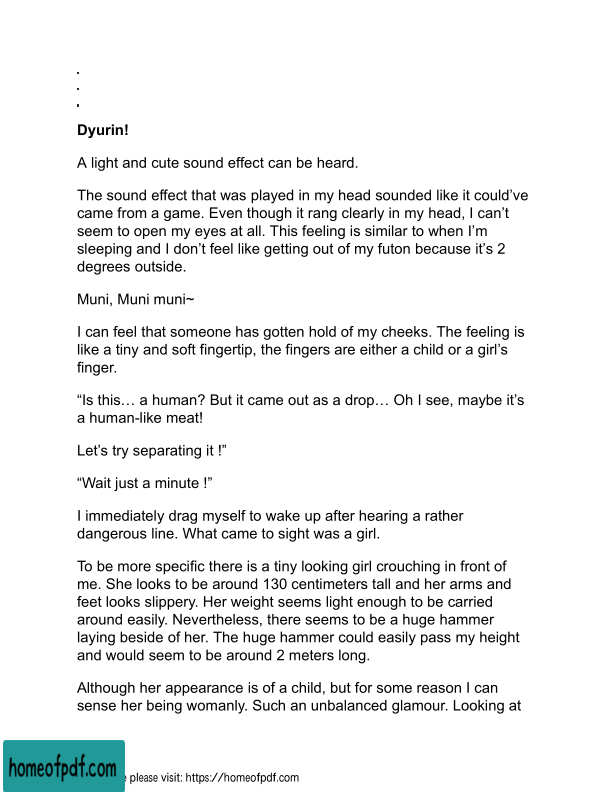 .
.
.
Dyurin!
A light and cute sound effect can be heard.
The sound effect that was played in my head sounded like it could’ve
came from a game. Even though it rang clearly in my head, I can’t
seem to open my eyes at all. This feeling is similar to when I’m
sleeping and I don’t feel like getting out of my futon because it’s 2
degrees outside.
Muni, Muni muni~
I can feel that someone has gotten hold of my cheeks. The feeling is
like a tiny and soft fingertip, the fingers are either a child or a girl’s
finger.
“Is this… a human? But it came out as a drop… Oh I see, maybe it’s
a human-like meat!
Let’s try separating it !”
“Wait just a minute !”
I immediately drag myself to wake up after hearing a rather
dangerous line. What came to sight was a girl.
To be more specific there is a tiny looking girl crouching in front of
me. She looks to be around 130 centimeters tall and her arms and
feet looks slippery. Her weight seems light enough to be carried
around easily. Nevertheless, there seems to be a huge hammer
laying beside of her. The huge hammer could easily pass my height
and would seem to be around 2 meters long.
Although her appearance is of a child, but for some reason I can
sense her being womanly. Such an unbalanced glamour. Looking at
homeofpdf.com
please visit: https://homeofpdf.com